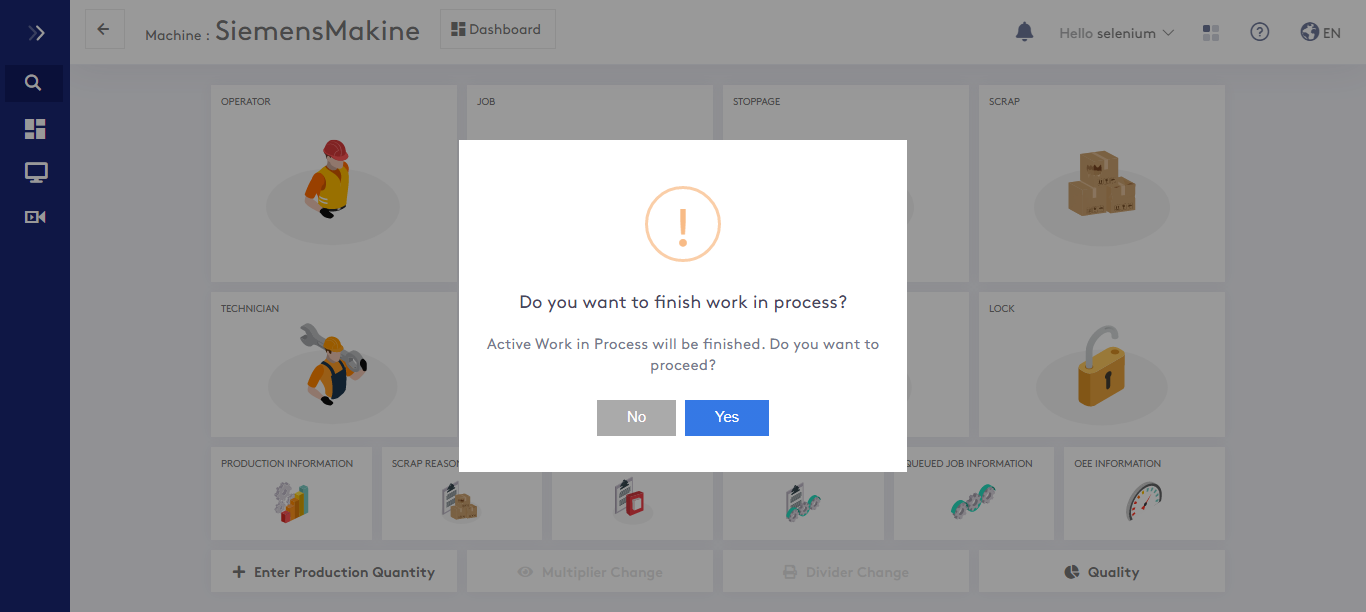 Machine : SiemensMakine
Dashboard
Hello selenium
?
EN
OPERATOR
JOB
STOPPAGE
SCRAP
!
Do you want to finish work in process?
Active Work in Process will be finished. Do you want to
proceed?
No
Yes
TECHNICIAN
LOCK
PRODUCTION INFORMATION
SCRAP REASO
QUEUED JOB INFORMATION
OEE INFORMATION
Enter Production Quantity
Multiplier Change
Divider Change
Quality